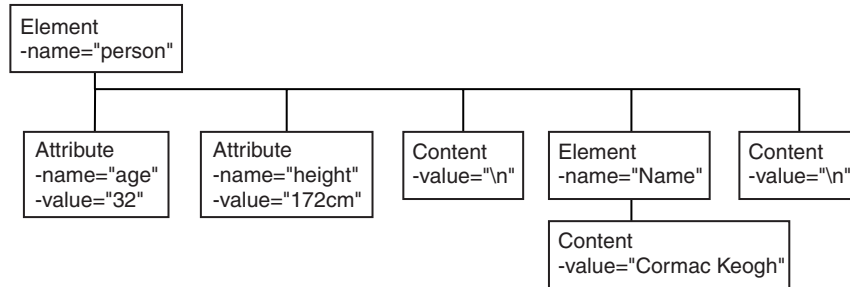 Element
-name="person"
Attribute
-name="age"
-value="32"
Attribute
-name="height"
-value="172cm"
Content
-value="\n"
Element
-name="Name"
Content
-value="\n"
Content
-value="Cormac Keogh"